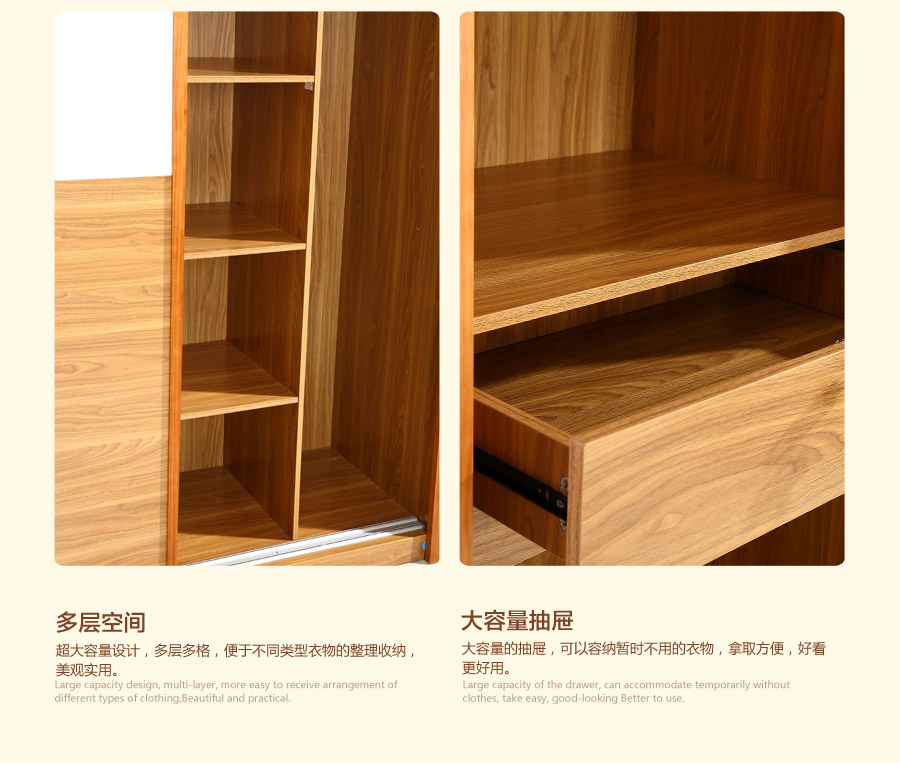 多层空间
超大容量设计，多层多格，便于不同类型衣物的整理收纳，
美观实用。
Large capacity design, multi-layer, more easy to receive arrangement of
different types of clothing,Beautiful and practical.
大容量抽屉
大容量的抽屉，可以容纳暂时不用的衣物，拿取方便，好看
更好用。
Large capacity of the drawer, can accommodate temporarily without
clothes, take easy, good-looking Better to use.